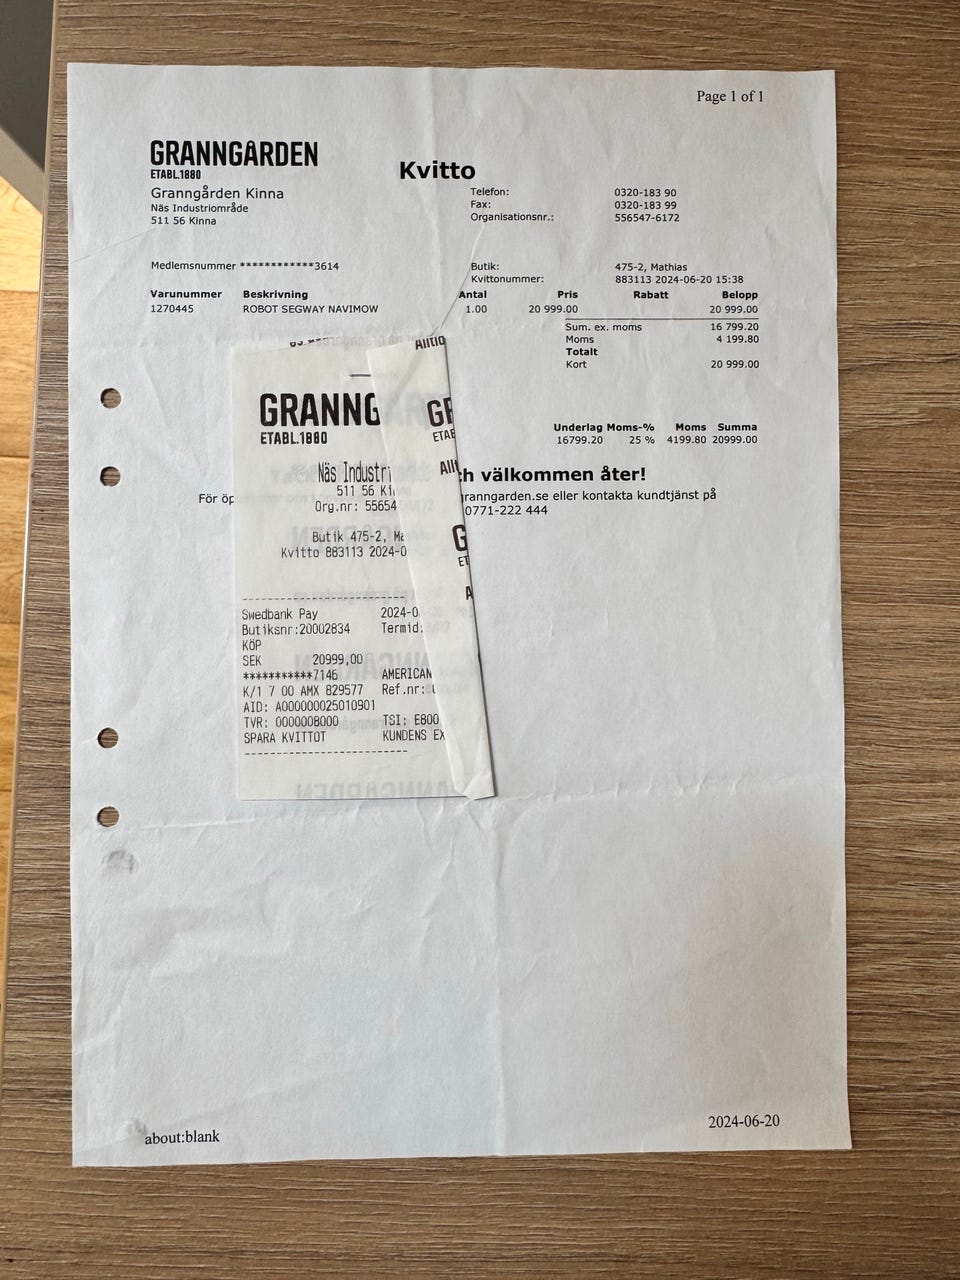 Page 1 of 1
GRANNGÅRDEN
ETABL.1880
Kvitto
Granngården Kinna
Näs Industriområde
511 56 Kinna
Telefon: 0320-183 90
Fax: 0320-183 99
Organisationsnr.: 556547-6172
Medlemsnummer ************3614
Butik: 475-2, Mathias
Kvittonummer: 883113 2024-06-20 15:38
Varunummer Beskrivning Antal Pris Rabatt Belopp
1270445 ROBOT SEGWAY NAVIMOW 1.00 20 999.00 20 999.00
Sum. ex. moms 16 799.20
Moms 4 199.80
Totalt
Kort 20 999.00
Underlag Moms-% Moms Summa
16799.20 25 % 4199.80 20999.00
ch välkommen åter!
För öp
granngarden.se eller kontakta kundtjänst på
0771-222 444
GRANNG
ETABL.1880
Näs Industri
511 56 Ki
Org.nr: 55654
Butik 475-2, Ma
Kvitto 883113 2024-0
Swedbank Pay 2024-0
Butiksnr:20002834 Termid:
KÖP
SEK 20999,00
***********7146 AMERICAN
K/1 7 00 AMX 829577 Ref.nr:
AID: A000000025010901
TVR: 0000008000 TSI: E800
SPARA KVITTOT KUNDENS EX
about:blank
2024-06-20